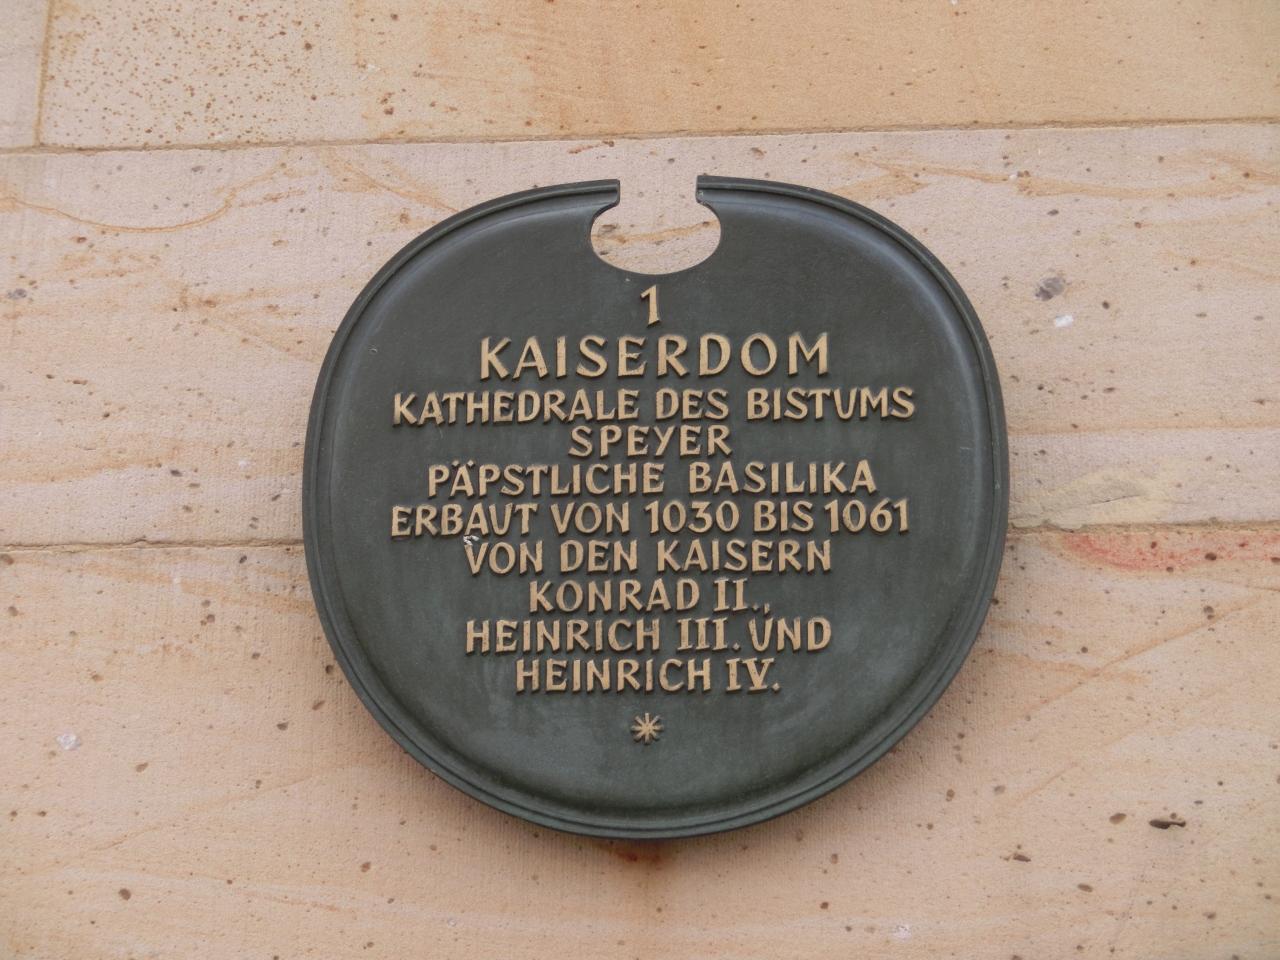 1
KAISERDOM
KATHEDRALE DES BISTUMS
SPEYER
PÄPSTLICHE BASILIKA
ERBAUT VON 1030 BIS 1061
VON DEN KAISERN
KONRAD II.,
HEINRICH III. UND
HEINRICH IV.